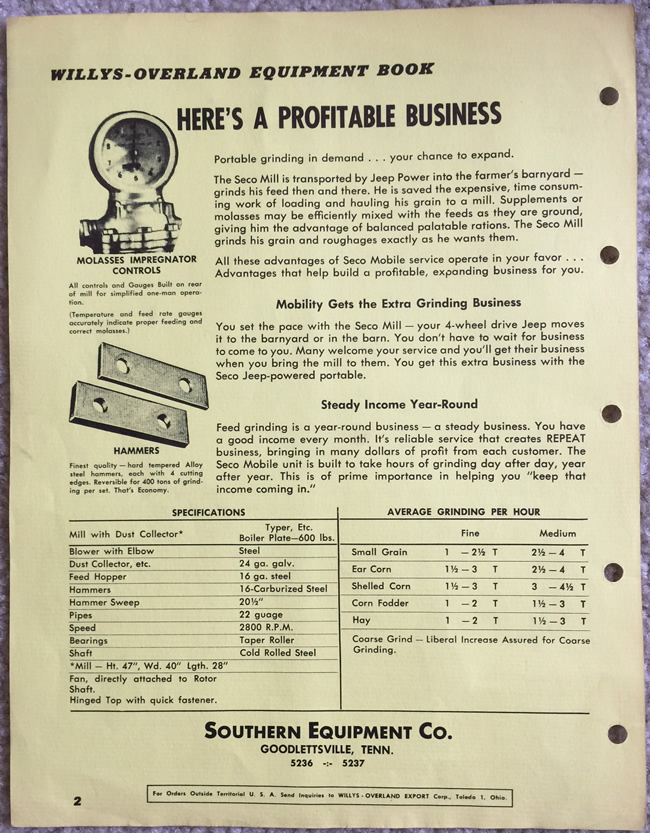 WILLYS-OVERLAND EQUIPMENT BOOK
HERE'S A PROFITABLE BUSINESS
Portable grinding in demand . . . your chance to expand.
The Seco Mill is transported by Jeep Power into the farmer's barnyard —
grinds his feed then and there. He is saved the expensive, time consum-
ing work of loading and hauling his grain to a mill. Supplements or
molasses may be efficiently mixed with the feeds as they are ground,
giving him the advantage of balanced palatable rations. The Seco Mill
grinds his grain and roughages exactly as he wants them.
All these advantages of Seco Mobile service operate in your favor . . .
Advantages that help build a profitable, expanding business for you.
MOLASSES IMPREGNATOR
CONTROLS
All controls and Gauges Built on rear
of mill for simplified one-man opera-
tion.
(Temperature and feed rate gauges
accurately indicate proper feeding and
correct molasses.)
Mobility Gets the Extra Grinding Business
You set the pace with the Seco Mill — your 4-wheel drive Jeep moves
it to the barnyard or in the barn. You don't have to wait for business
to come to you. Many welcome your service and you'll get their business
when you bring the mill to them. You get this extra business with the
Seco Jeep-powered portable.
Steady Income Year-Round
Feed grinding is a year-round business — a steady business. You have
a good income every month. It's reliable service that creates REPEAT
business, bringing in many dollars of profit from each customer. The
Seco Mobile unit is built to take hours of grinding day after day, year
after year. This is of prime importance in helping you "keep that
income coming in."
HAMMERS
Finest quality — hard tempered Alloy
steel hammers, each with 4 cutting
edges. Reversible for 400 tons of grind-
ing per set. That's Economy.
SPECIFICATIONS
Mill with Dust Collector* Typer, Etc.
Boiler Plate—600 lbs.
Blower with Elbow Steel
Dust Collector, etc. 24 ga. galv.
Feed Hopper 16 ga. steel
Hammers 16-Carburized Steel
Hammer Sweep 20½"
Pipes 22 guage
Speed 2800 R.P.M.
Bearings Taper Roller
Shaft Cold Rolled Steel
*Mill — Ht. 47", Wd. 40" Lgth. 28"
Fan, directly attached to Rotor
Shaft.
Hinged Top with quick fastener.
AVERAGE GRINDING PER HOUR
Fine Medium
Small Grain 1 — 2½ T 2½ — 4 T
Ear Corn 1½ — 3 T 2½ — 4 T
Shelled Corn 1½ — 3 T 3 — 4½ T
Corn Fodder 1 — 2 T 1½ — 3 T
Hay 1 — 2 T 1½ — 3 T
Coarse Grind — Liberal Increase Assured for Coarse
Grinding.
SOUTHERN EQUIPMENT CO.
GOODLETTSVILLE, TENN.
5236 -:- 5237
For Orders Outside Territorial U. S. A. Send Inquiries to WILLYS-OVERLAND EXPORT Corp., Toledo 1, Ohio.
2